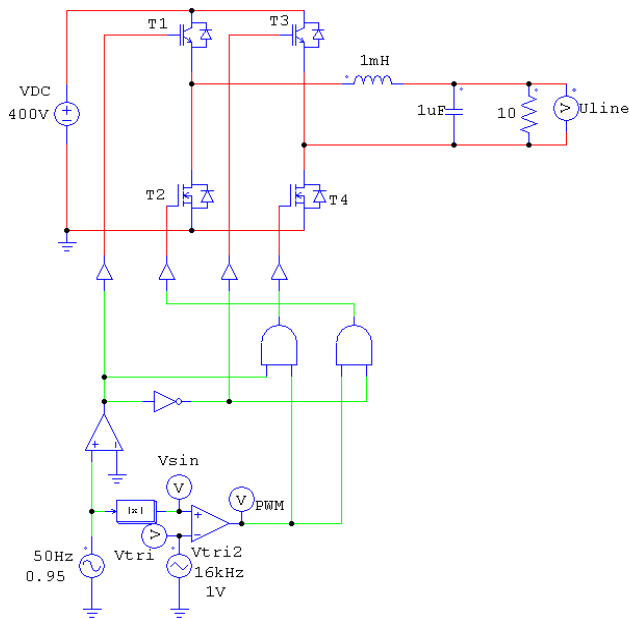 T1
T3
VDC
400V
1mH
1uF
10
V
Uline
T2
T4
Vsin
V
V
PWM
|x|
V
Vtri
Vtri2
50Hz
0.95
16kHz
1V